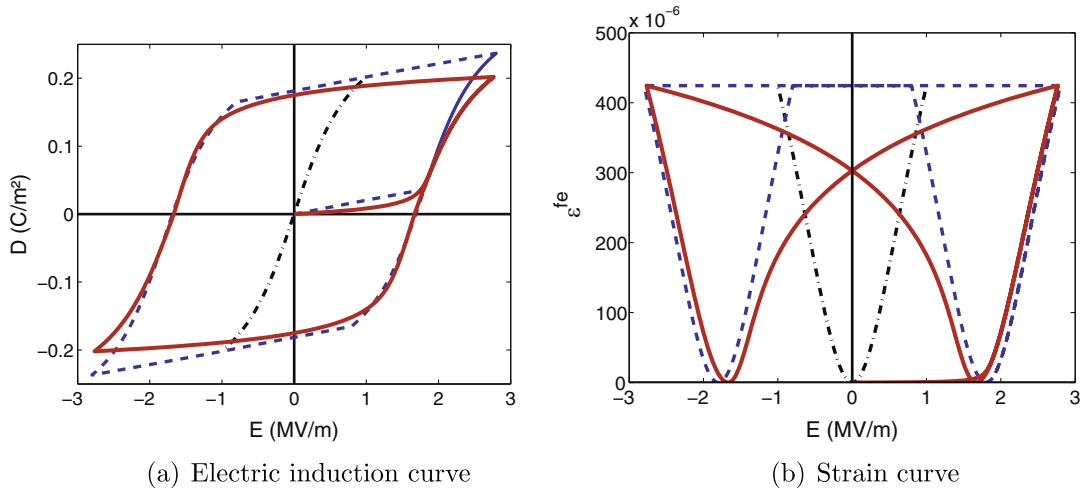 0.2
0.1
0
−0.1
−0.2
D (C/m²)
−3 −2 −1 0 1 2 3
E (MV/m)
(a) Electric induction curve
x 10⁻⁶
500
400
300
200
100
0
εᶠᵉ
−3 −2 −1 0 1 2 3
E (MV/m)
(b) Strain curve